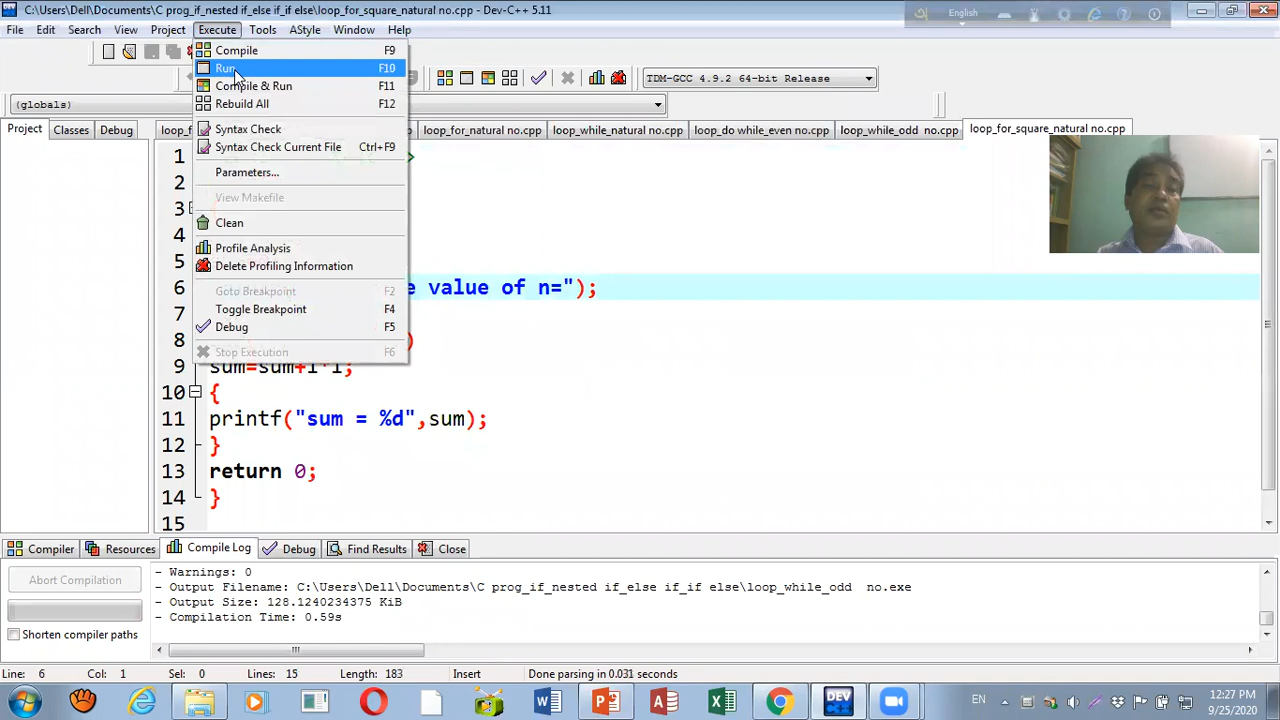 C:\Users\Dell\Documents\C prog_if_nested if_else if_if else\loop_for_square_natural no.cpp - Dev-C++ 5.11
English
File Edit Search View Project Execute Tools AStyle Window Help
Compile F9
Run F10
Compile & Run F11
Rebuild All F12
Syntax Check
Syntax Check Current File Ctrl+F9
Parameters...
View Makefile
Clean
Profile Analysis
Delete Profiling Information
Goto Breakpoint F2
Toggle Breakpoint F4
Debug F5
Stop Execution F6
TDM-GCC 4.9.2 64-bit Release
(globals)
Project Classes Debug
loop_for_natural no.cpp loop_while_natural no.cpp loop_do while_even no.cpp loop_while_odd no.cpp loop_for_square_natural no.cpp
1 >
2
3
4
5
6 value of n=");
7
8 )
9 sum=sum+i*i;
10 {
11 printf("sum = %d",sum);
12 }
13 return 0;
14 }
15
Compiler Resources Compile Log Debug Find Results Close
Abort Compilation
Shorten compiler paths
- Warnings: 0
- Output Filename: C:\Users\Dell\Documents\C prog_if_nested if_else if_if else\loop_while_odd no.exe
- Output Size: 128.1240234375 KiB
- Compilation Time: 0.59s
Line: 6 Col: 1 Sel: 0 Lines: 15 Length: 183 Insert Done parsing in 0.031 seconds
EN
12:27 PM
9/25/2020